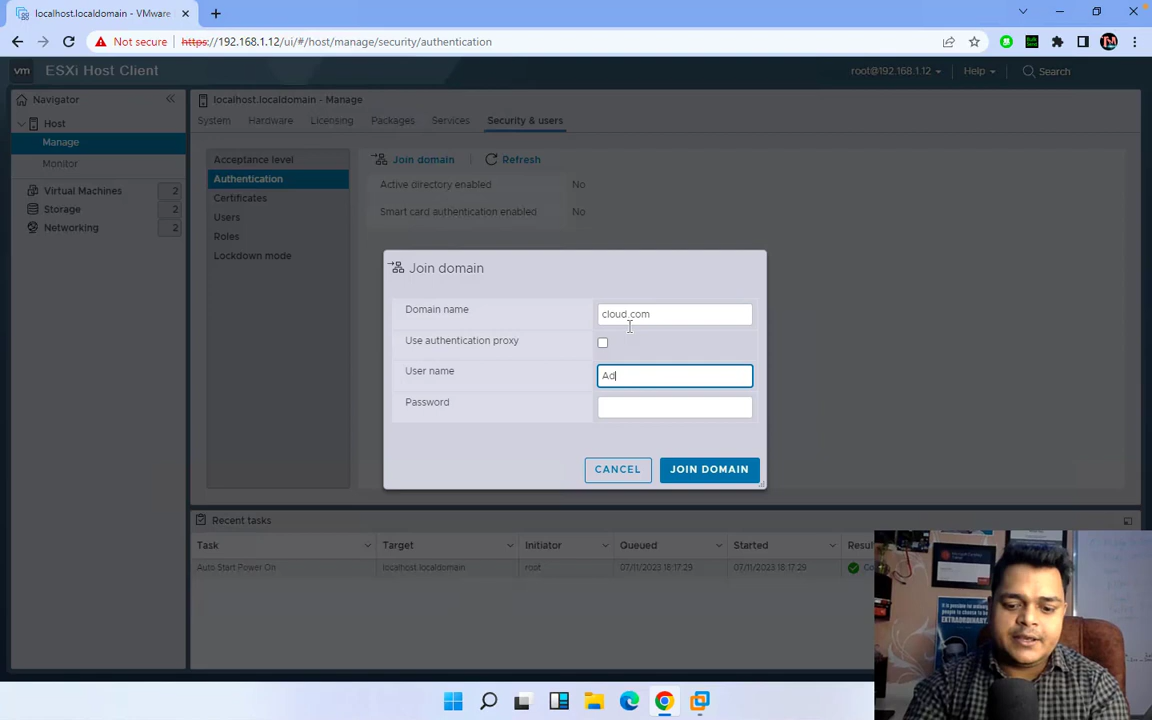 localhost.localdomain - VMware
Not secure
https://192.168.1.12/ui/#/host/manage/security/authentication
vm
ESXi Host Client
root@192.168.1.12
Help
Search
Navigator
localhost.localdomain - Manage
System
Hardware
Licensing
Packages
Services
Security & users
Host
Manage
Monitor
Virtual Machines
2
Storage
2
Networking
2
Acceptance level
Authentication
Certificates
Users
Roles
Lockdown mode
Join domain
Refresh
Active directory enabled
No
Smart card authentication enabled
No
Join domain
Domain name
cloud.com
Use authentication proxy
User name
Ad
Password
CANCEL
JOIN DOMAIN
Recent tasks
Task
Target
Initiator
Queued
Started
Auto Start Power On
localhost.localdomain
root
07/11/2023 18:17:29
07/11/2023 18:17:29
EXTRAORDINARY.